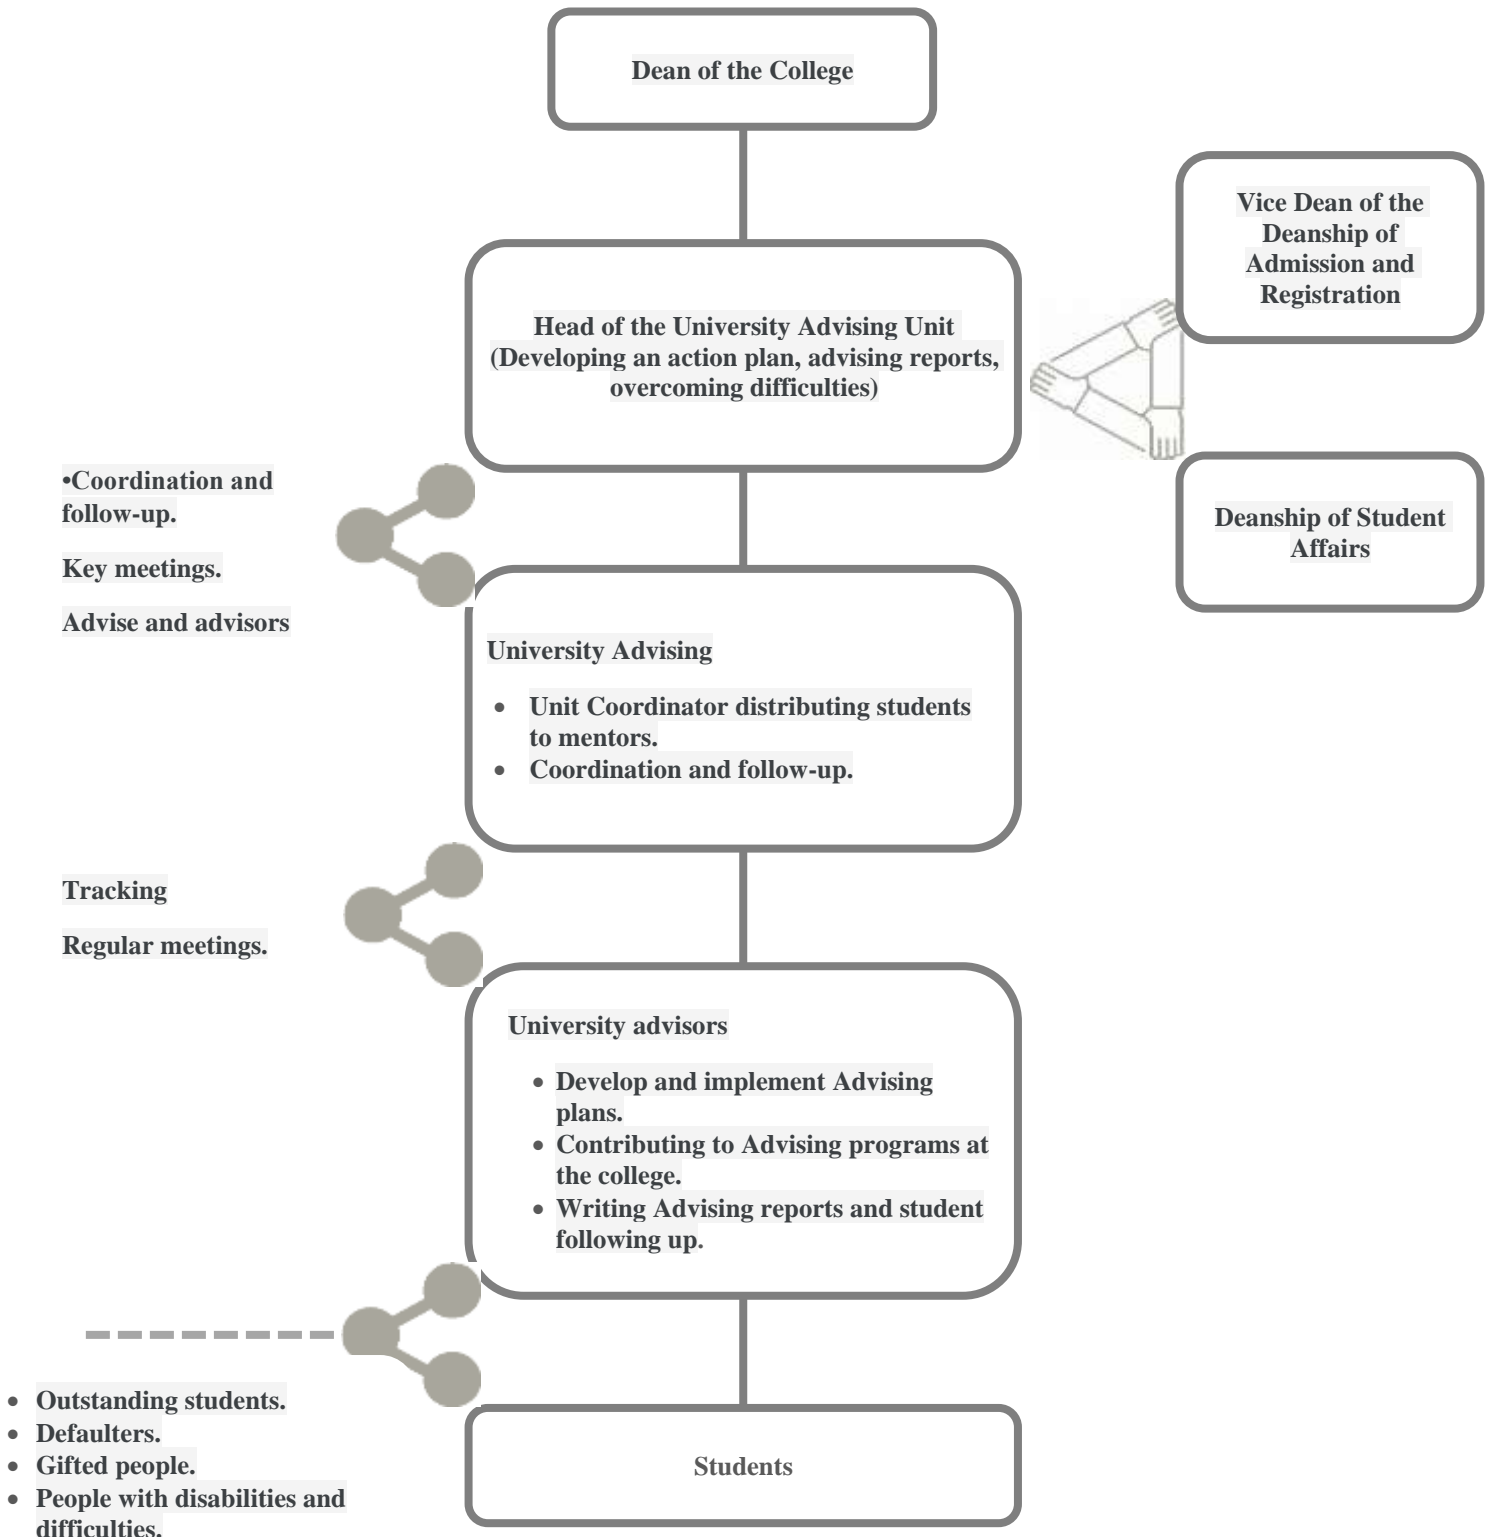 Dean of the College
Vice Dean of the
Deanship of
Admission and
Registration
Head of the University Advising Unit
(Developing an action plan, advising reports,
overcoming difficulties)
Deanship of Student
Affairs
•Coordination and
follow-up.
Key meetings.
Advise and advisors
University Advising
• Unit Coordinator distributing students
to mentors.
• Coordination and follow-up.
Tracking
Regular meetings.
University advisors
• Develop and implement Advising
plans.
• Contributing to Advising programs at
the college.
• Writing Advising reports and student
following up.
• Outstanding students.
• Defaulters.
• Gifted people.
• People with disabilities and
difficulties.
Students